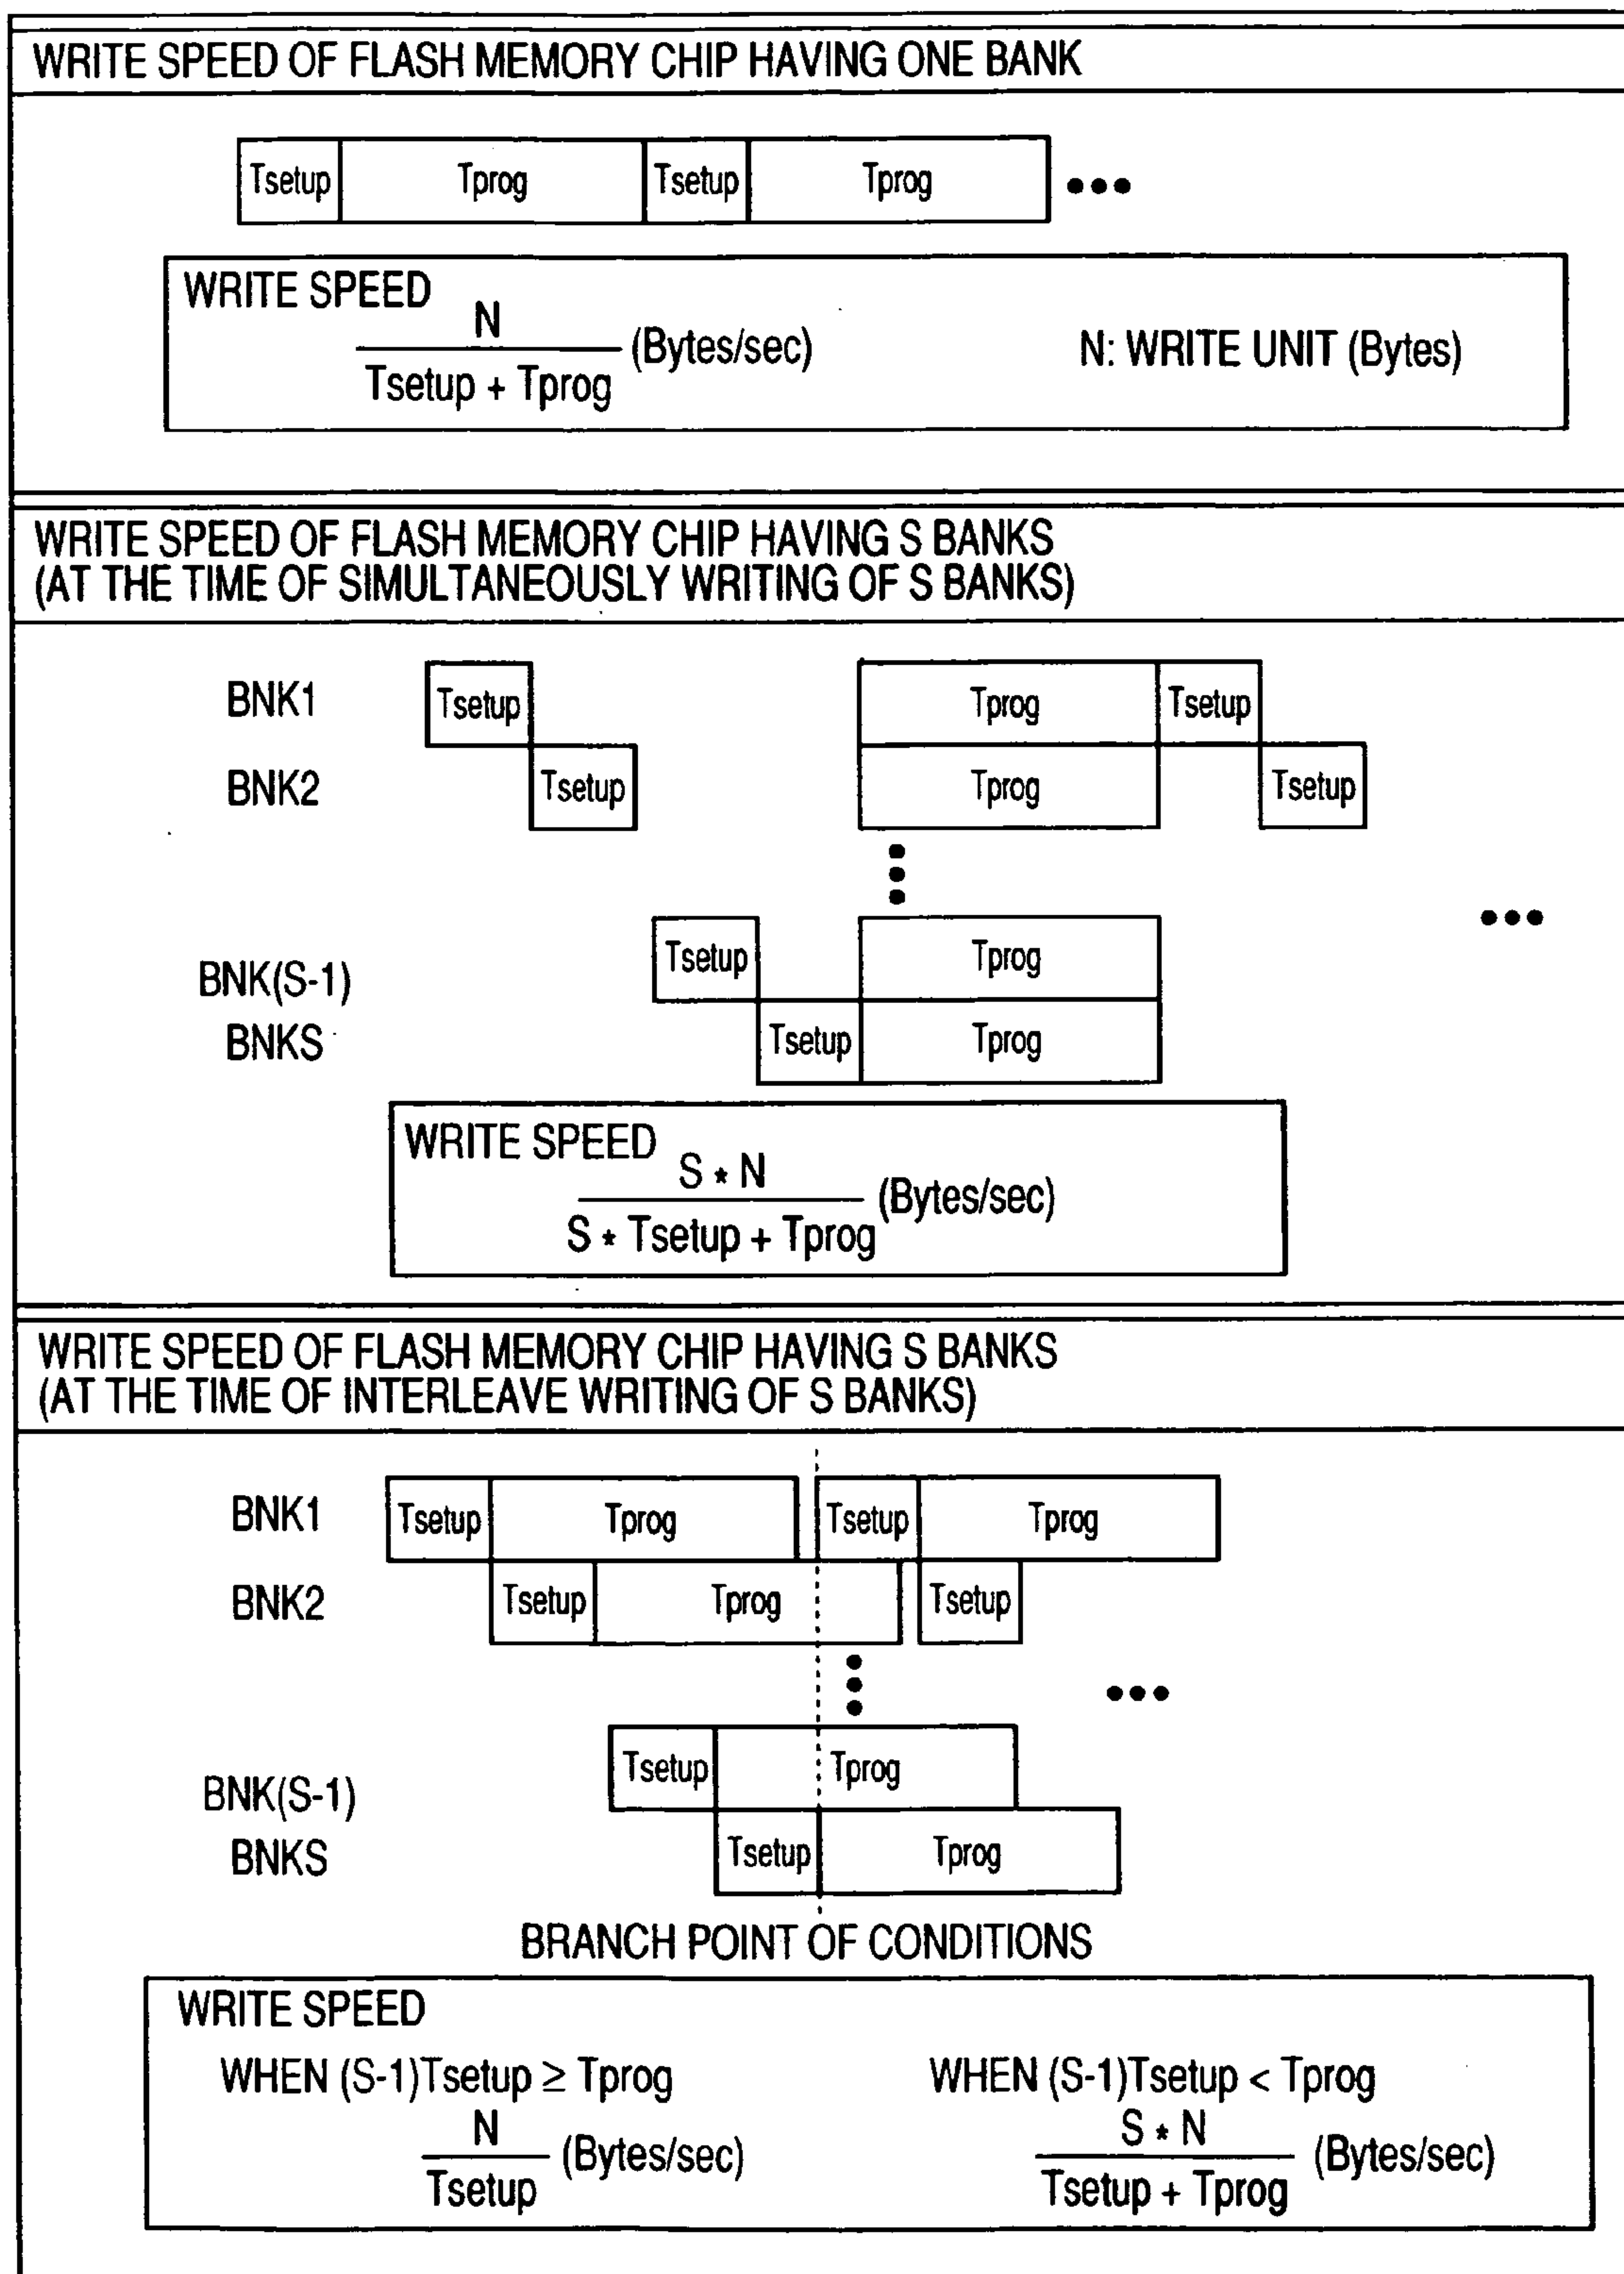 WRITE SPEED OF FLASH MEMORY CHIP HAVING ONE BANK
Tsetup Tprog Tsetup Tprog •••
WRITE SPEED
N
Tsetup + Tprog
(Bytes/sec)
N: WRITE UNIT (Bytes)
WRITE SPEED OF FLASH MEMORY CHIP HAVING S BANKS
(AT THE TIME OF SIMULTANEOUSLY WRITING OF S BANKS)
BNK1 Tsetup Tprog Tsetup
BNK2 Tsetup Tprog Tsetup
•••
•••
BNK(S-1) Tsetup Tprog
BNKS Tsetup Tprog
WRITE SPEED
S * N
S * Tsetup + Tprog
(Bytes/sec)
WRITE SPEED OF FLASH MEMORY CHIP HAVING S BANKS
(AT THE TIME OF INTERLEAVE WRITING OF S BANKS)
BNK1 Tsetup Tprog Tsetup Tprog
BNK2 Tsetup Tprog Tsetup
•••
•••
BNK(S-1) Tsetup Tprog
BNKS Tsetup Tprog
BRANCH POINT OF CONDITIONS
WRITE SPEED
WHEN (S-1)Tsetup ≥ Tprog
N
Tsetup
(Bytes/sec)
WHEN (S-1)Tsetup < Tprog
S * N
Tsetup + Tprog
(Bytes/sec)